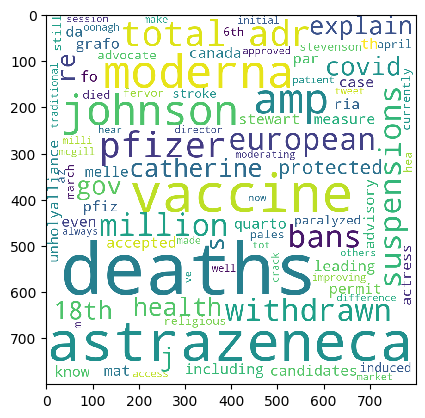 0
session
oonagh
make
initial
6th
explain
still
da
total
adr
grafo
canada
th
april
advocate
stevenson
100
re
fo
approved
par
covid
moderna
patient
died
stroke
case
traditional
fervor
tweet
200
johnson
amp
ria
currently
milli
stewart
measure
mcgill
hear
director
moderating
hea
300
pfizer
european
suspensions
unholyalliance
az
march
melle
catherine
protected
400
pfiz
gov
vaccine
now
advisory
even
million
quarto
paralyzed
always
made
accepted
s
pales
bans
others
500
tot
crack
actress
deaths
well
leading
improving
ve
permit
difference
600
18th
health
withdrawn
m
religious
700
astrazeneca
j
know
mat
including
candidates
induced
access
market
0
100
200
300
400
500
600
700